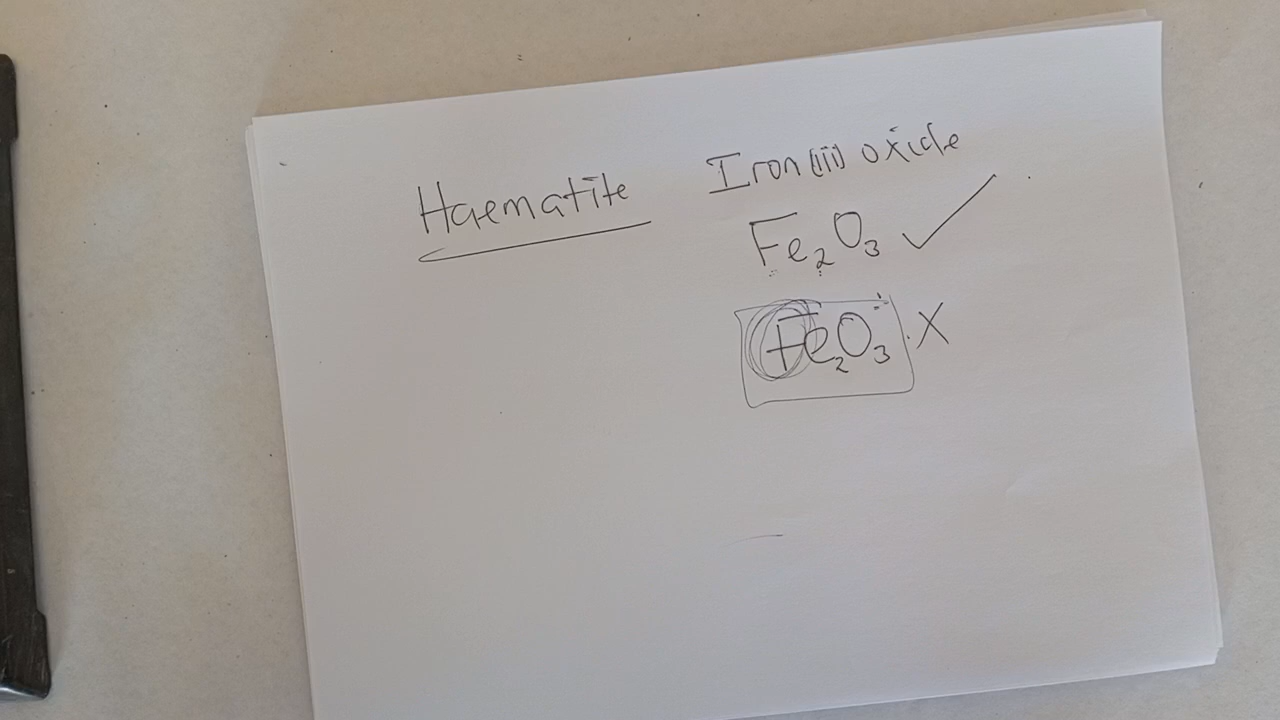 Haematite
Iron(iii) oxide
Fe₂O₃ ✓
Fe₂O₃ X